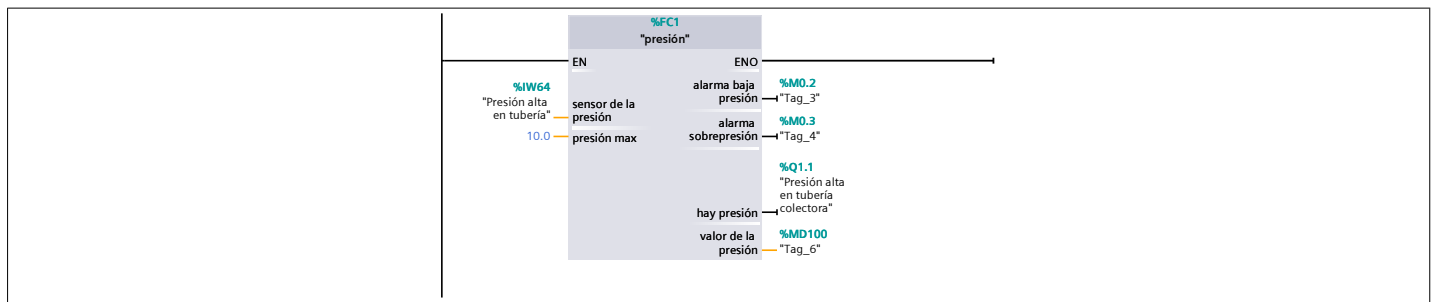 %FC1
"presión"
EN
ENO
%IW64
"Presión alta
en tubería"
sensor de la
presión
10.0
presión max
alarma baja
presión
%M0.2
"Tag_3"
alarma
sobrepresión
%M0.3
"Tag_4"
%Q1.1
"Presión alta
en tubería
colectora"
hay presión
valor de la
presión
%MD100
"Tag_6"